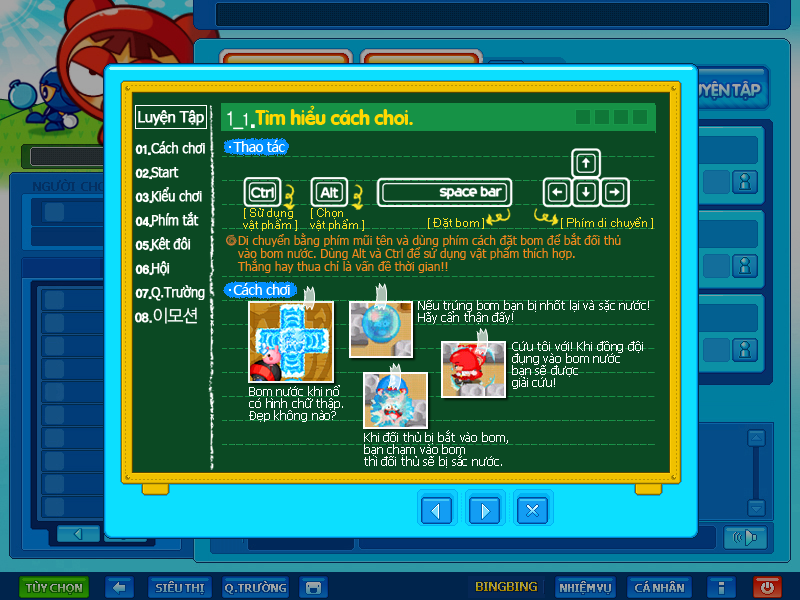 UYỆN TẬP
NGƯỜI CHƠ
Luyện Tập
01.Cách chơi
02.Start
03.Kiểu chơi
04.Phím tắt
05.Kết đôi
06.Hội
07.Q.Trường
08.이모션
1_1.Tìm hiểu cách chơi.
·Thao tác
Ctrl
Alt
space bar
[ Sử dụng
vật phẩm ]
[ Chọn
vật phẩm ]
[ Đặt bom ]
[ Phím di chuyển ]
Di chuyển bằng phím mũi tên và dùng phím cách đặt bom để bắt đối thủ
vào bom nước. Dùng Alt và Ctrl để sử dụng vật phẩm thích hợp.
Thắng hay thua chỉ là vấn đề thời gian!!
·Cách chơi
Nếu trúng bom bạn bị nhốt lại và sặc nước!
Hãy cẩn thận đấy!
Cứu tôi với! Khi đồng đội
đụng vào bom nước
bạn sẽ được
giải cứu!
Bom nước khi nổ
có hình chữ thập.
Đẹp không nào?
Khi đối thủ bị bắt vào bom,
bạn chạm vào bom
thì đối thủ sẽ bị sặc nước.
TÙY CHỌN
SIÊU THỊ
Q.TRƯỜNG
BINGBING
NHIỆM VỤ
CÁ NHÂN